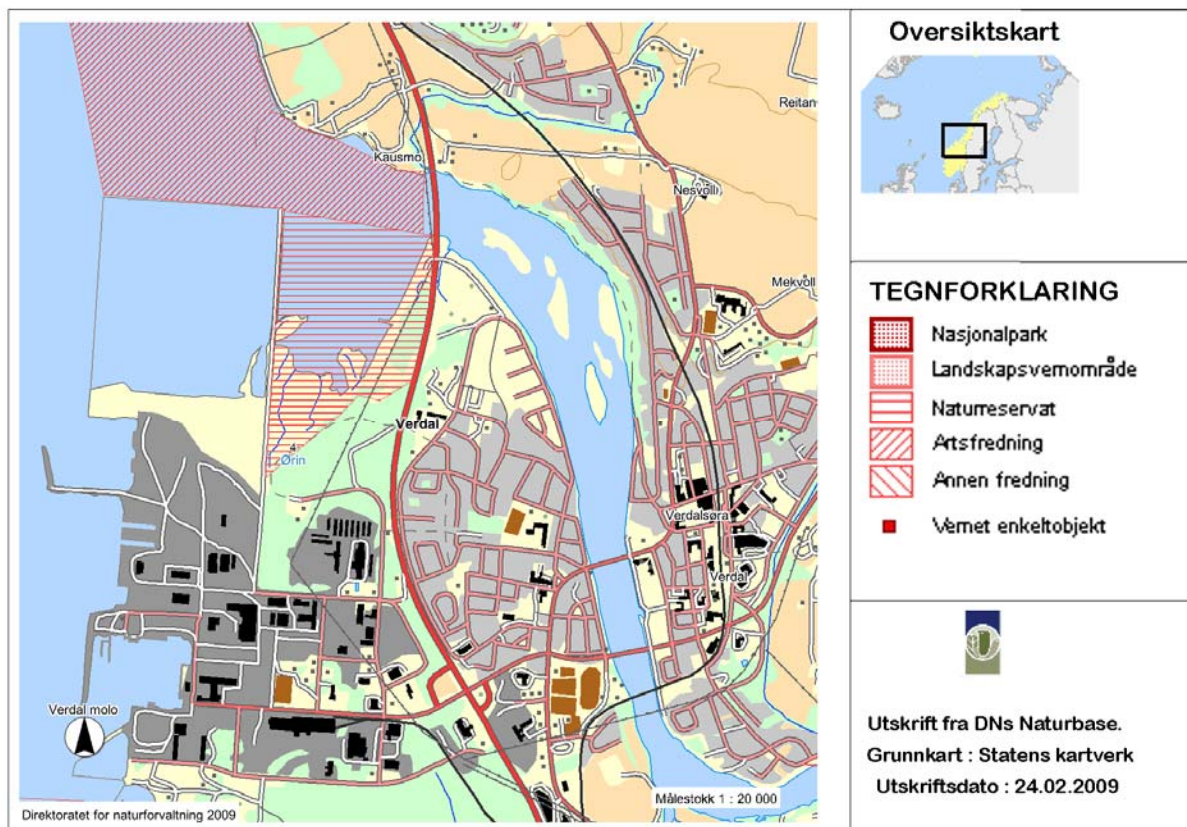 Reitan
Kausmo
Nesvoll
Mekvoll
Verdal
4
Ørin
Verdalsøra
Verdal
Verdal molo
Målestokk 1 : 20 000
Direktoratet for naturforvaltning 2009
Oversiktskart
TEGNFORKLARING
Nasjonalpark
Landskapsvernområde
Naturreservat
Artsfredning
Annen fredning
Vernet enkeltobjekt
Utskrift fra DNs Naturbase.
Grunnkart : Statens kartverk
Utskriftsdato : 24.02.2009